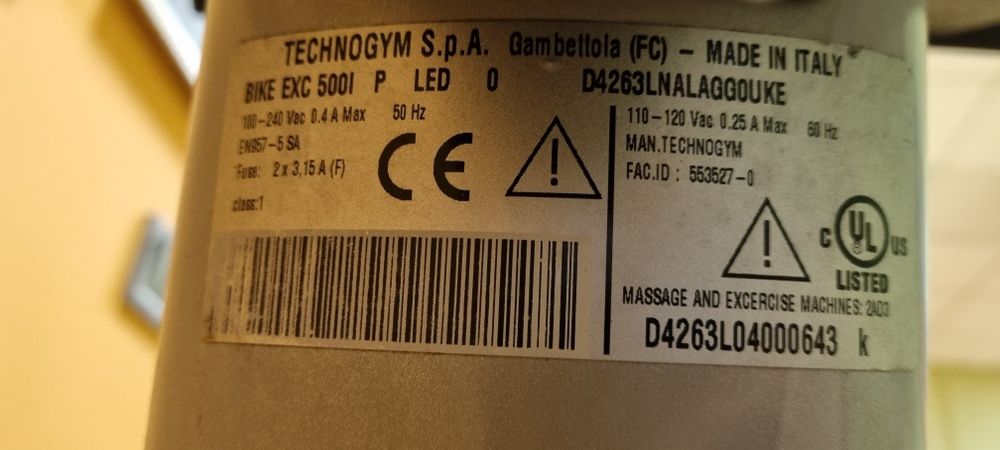 TECHNOGYM S.p.A. Gambettola (FC) - MADE IN ITALY
BIKE EXC 500I P LED 0 D4263LNALAGG0UKE
100-240 Vac 0.4 A Max 50 Hz
EN957-5 SA
Fuse: 2 x 3,15 A (F)
class:1
CE
110-120 Vac 0.25 A Max 60 Hz
MAN.TECHNOGYM
FAC.ID : 553527-0
C UL US
LISTED
MASSAGE AND EXCERCISE MACHINES: 2AD3
D4263L04000643 k